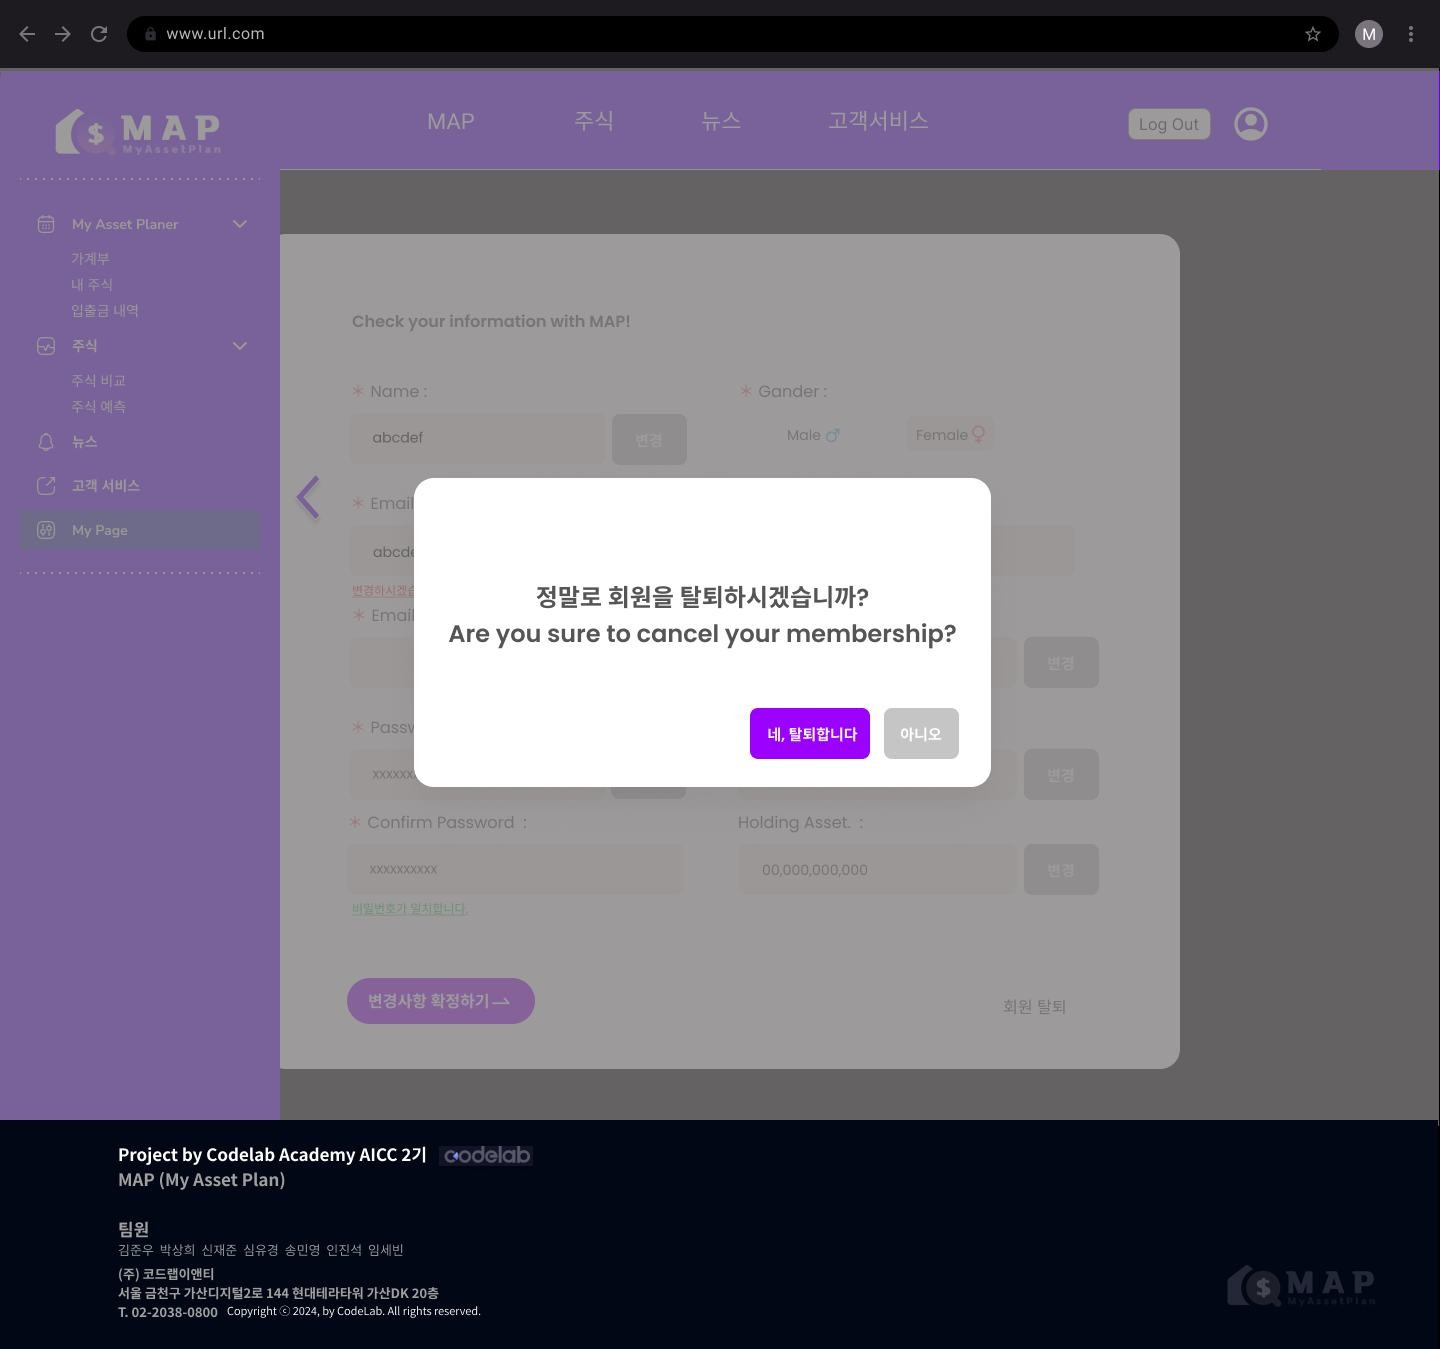 www.url.com
M
MAP
MyAssetPlan
MAP
주식
뉴스
고객서비스
Log Out
My Asset Planer
가계부
내 주식
입출금 내역
주식
주식 비교
주식 예측
뉴스
고객 서비스
My Page
Check your information with MAP!
* Name :
* Gander :
abcdef
변경
Male
Female
* Email
abcde
변경하시겠습
* Email
변경
* Passw
xxxxxx
변경
정말로 회원을 탈퇴하시겠습니까?
Are you sure to cancel your membership?
네, 탈퇴합니다
아니오
* Confirm Password :
Holding Asset. :
xxxxxxxxxx
00,000,000,000
변경
비밀번호가 일치합니다.
변경사항 확정하기
회원 탈퇴
Project by Codelab Academy AICC 2기 codelab
MAP (My Asset Plan)
팀원
김준우 박상희 신재준 심유경 송민영 인진석 임세빈
(주) 코드랩이앤티
서울 금천구 가산디지털2로 144 현대테라타워 가산DK 20층
T. 02-2038-0800 Copyright ⓒ 2024, by CodeLab. All rights reserved.
MAP
MyAssetPlan